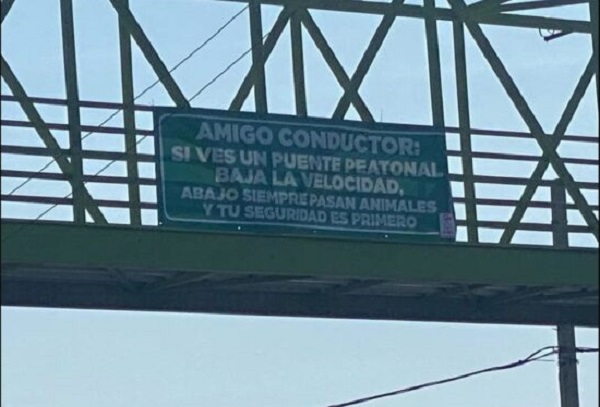 AMIGO CONDUCTOR:
SI VES UN PUENTE PEATONAL
BAJA LA VELOCIDAD,
ABAJO SIEMPRE PASAN ANIMALES
Y TU SEGURIDAD ES PRIMERO